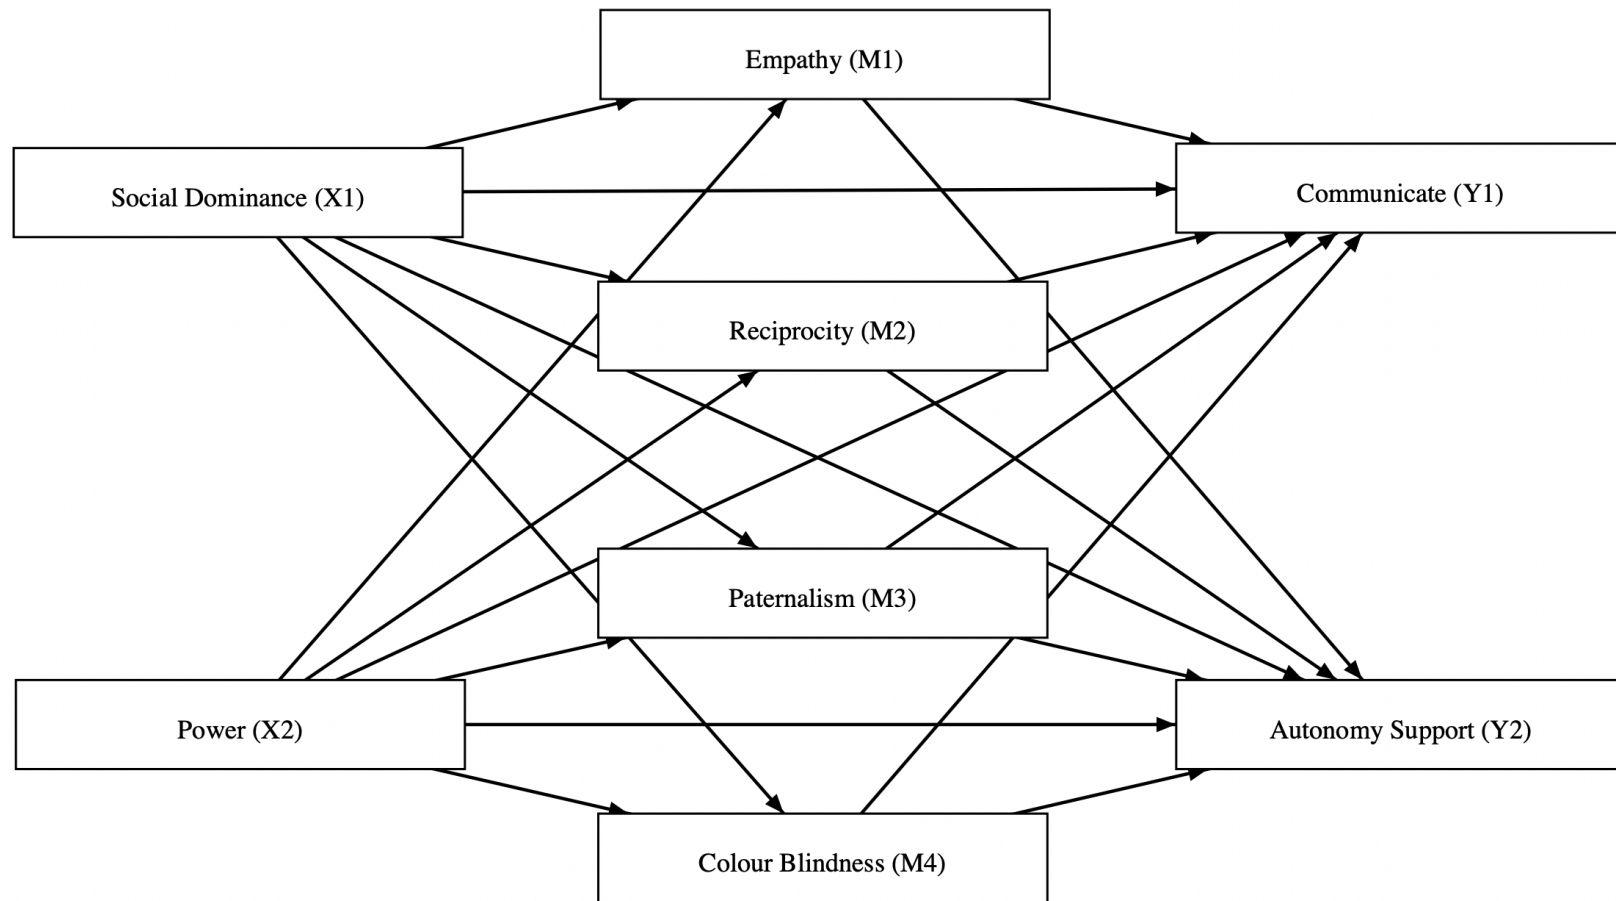 Empathy (M1)
Social Dominance (X1)
Communicate (Y1)
Reciprocity (M2)
Paternalism (M3)
Power (X2)
Autonomy Support (Y2)
Colour Blindness (M4)